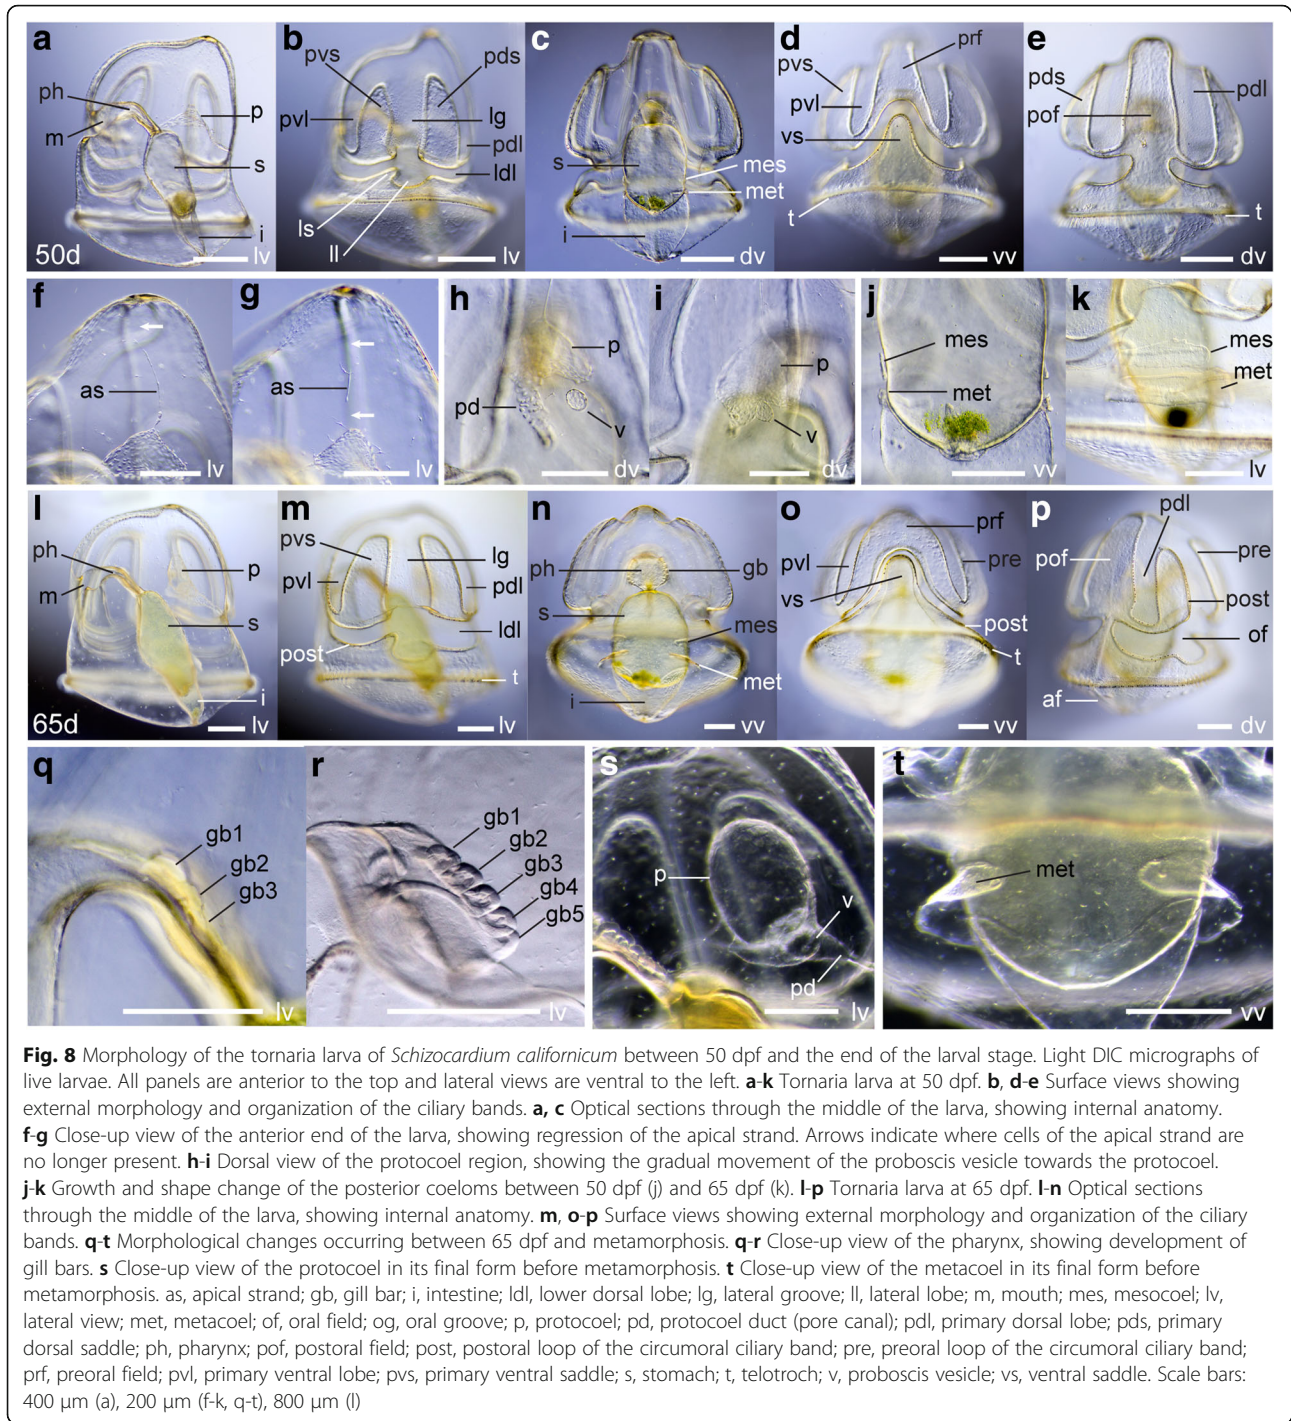 a b c d e
pvs pds prf pvs pds
ph pvl lg pvl pof pdl
m p pdl vs
s ldl s mes
met
i ls ll i t t
50d lv lv dv vv dv
f g h i j k
as as p p mes mes
pd v v met met
lv lv dv dv vv lv
l m n o p
pvs prf pdl
ph p lg ph gb pvl pre pof pre
m pvl pdl vs post
s ldl s mes post of
post met t
i t i af
65d lv lv vv vv dv
q r s t
gb1 gb1
gb2 gb2
gb3 gb3
gb4
gb5
p v met
pd
lv lv lv vv
Fig. 8 Morphology of the tornaria larva of Schizocardium californicum between 50 dpf and the end of the larval stage. Light DIC micrographs of
live larvae. All panels are anterior to the top and lateral views are ventral to the left. a-k Tornaria larva at 50 dpf. b, d-e Surface views showing
external morphology and organization of the ciliary bands. a, c Optical sections through the middle of the larva, showing internal anatomy.
f-g Close-up view of the anterior end of the larva, showing regression of the apical strand. Arrows indicate where cells of the apical strand are
no longer present. h-i Dorsal view of the protocoel region, showing the gradual movement of the proboscis vesicle towards the protocoel.
j-k Growth and shape change of the posterior coeloms between 50 dpf (j) and 65 dpf (k). l-p Tornaria larva at 65 dpf. l-n Optical sections
through the middle of the larva, showing internal anatomy. m, o-p Surface views showing external morphology and organization of the ciliary
bands. q-t Morphological changes occurring between 65 dpf and metamorphosis. q-r Close-up view of the pharynx, showing development of
gill bars. s Close-up view of the protocoel in its final form before metamorphosis. t Close-up view of the metacoel in its final form before
metamorphosis. as, apical strand; gb, gill bar; i, intestine; ldl, lower dorsal lobe; lg, lateral groove; ll, lateral lobe; m, mouth; mes, mesocoel; lv,
lateral view; met, metacoel; of, oral field; og, oral groove; p, protocoel; pd, protocoel duct (pore canal); pdl, primary dorsal lobe; pds, primary
dorsal saddle; ph, pharynx; pof, postoral field; post, postoral loop of the circumoral ciliary band; pre, preoral loop of the circumoral ciliary band;
prf, preoral field; pvl, primary ventral lobe; pvs, primary ventral saddle; s, stomach; t, telotroch; v, proboscis vesicle; vs, ventral saddle. Scale bars:
400 μm (a), 200 μm (f-k, q-t), 800 μm (l)